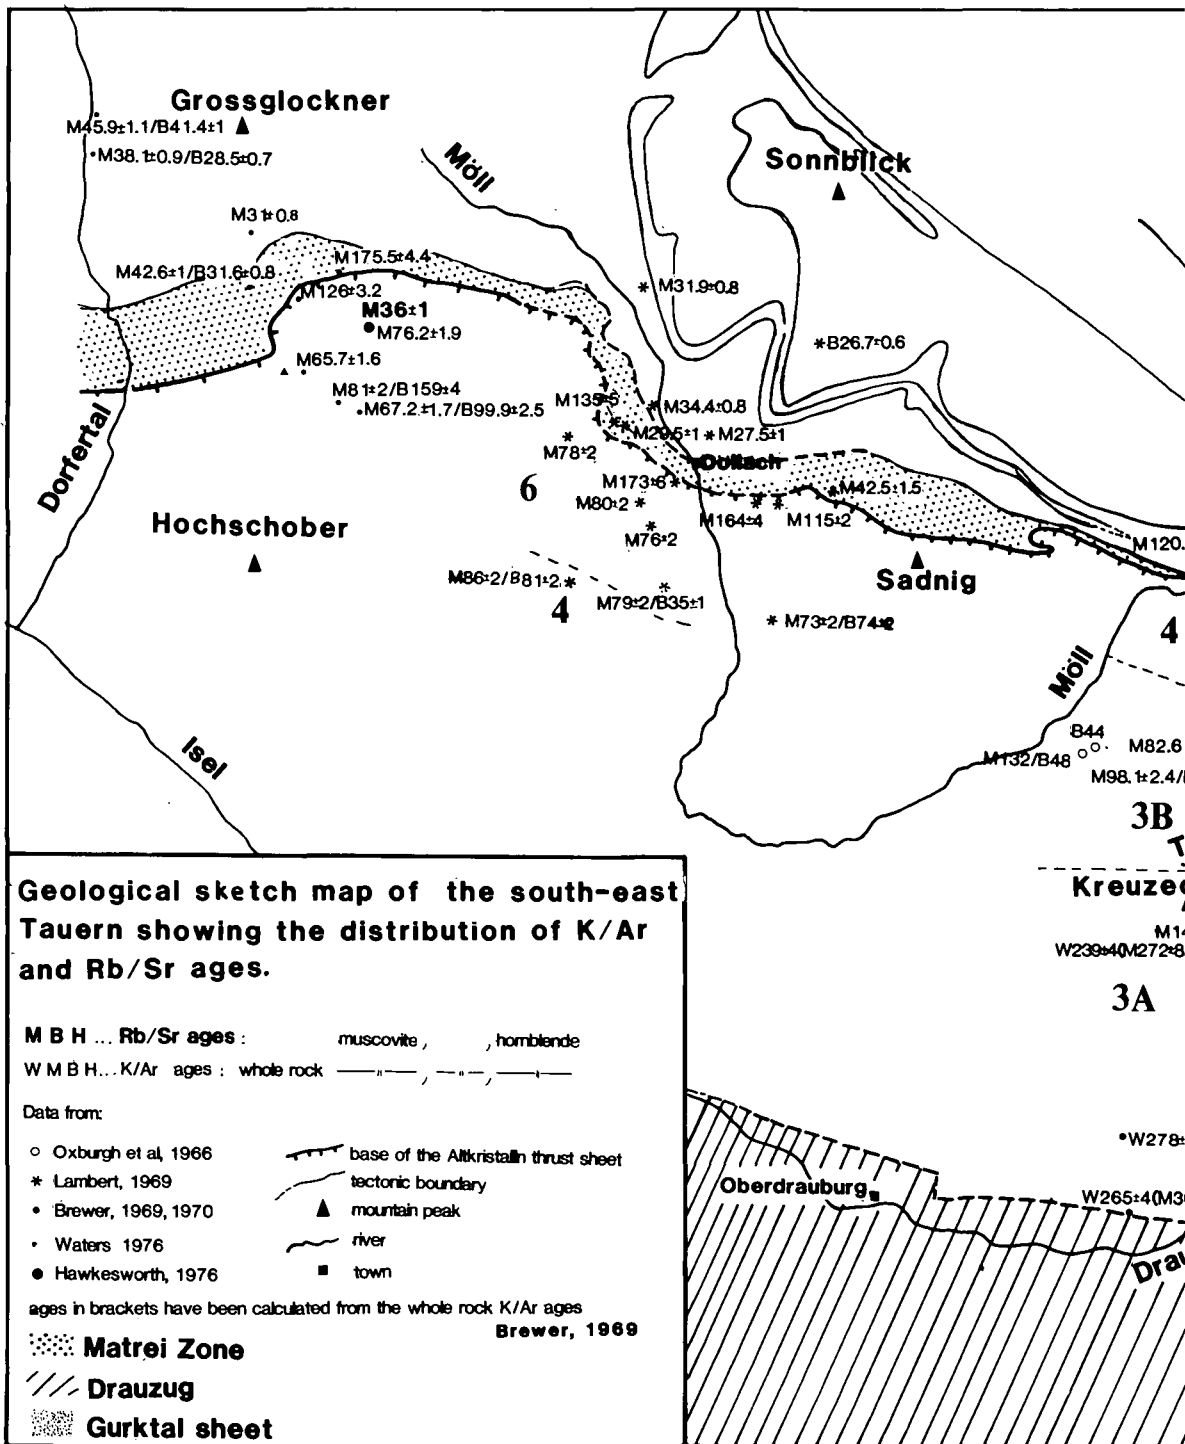 Grossglockner
M45.9±1.1/B41.4±1
M38.1±0.9/B28.5±0.7
Möll
Sonnblick
M31±0.8
M42.6±1/B31.6±0.8
M175.5±4.4
M126±3.2
M36±1
M76.2±1.9
M31.9±0.8
B26.7±0.6
M65.7±1.6
M81±2/B159±4
M67.2±1.7/B99.9±2.5
M135±5
M34.4±0.8
M29.5±1
M27.5±1
M78±2
Döllach
Dorfertal
6
M173±6
M80±2
M42.5±1.5
M164±4
M115±2
Hochschober
M76±2
M120.
Sadnig
M86±2/B81±2
4
M79±2/B35±1
M73±2/B74±2
4
Möll
Isel
B44
M132/B48
M82.6
M98.1±2.4/
3B
T
Kreuzec
M14
W239±40(M272±8
3A
W278±
Oberdrauburg
W265±40(M30
Drau
Geological sketch map of the south-east
Tauern showing the distribution of K/Ar
and Rb/Sr ages.
M B H ... Rb/Sr ages : muscovite , , hornblende
W M B H... K/Ar ages : whole rock —"—, —"—, —"—
Data from:
Oxburgh et al, 1966
base of the Altkristallin thrust sheet
Lambert, 1969
tectonic boundary
Brewer, 1969, 1970
mountain peak
Waters 1976
river
Hawkesworth, 1976
town
ages in brackets have been calculated from the whole rock K/Ar ages
Brewer, 1969
Matrei Zone
Drauzug
Gurktal sheet